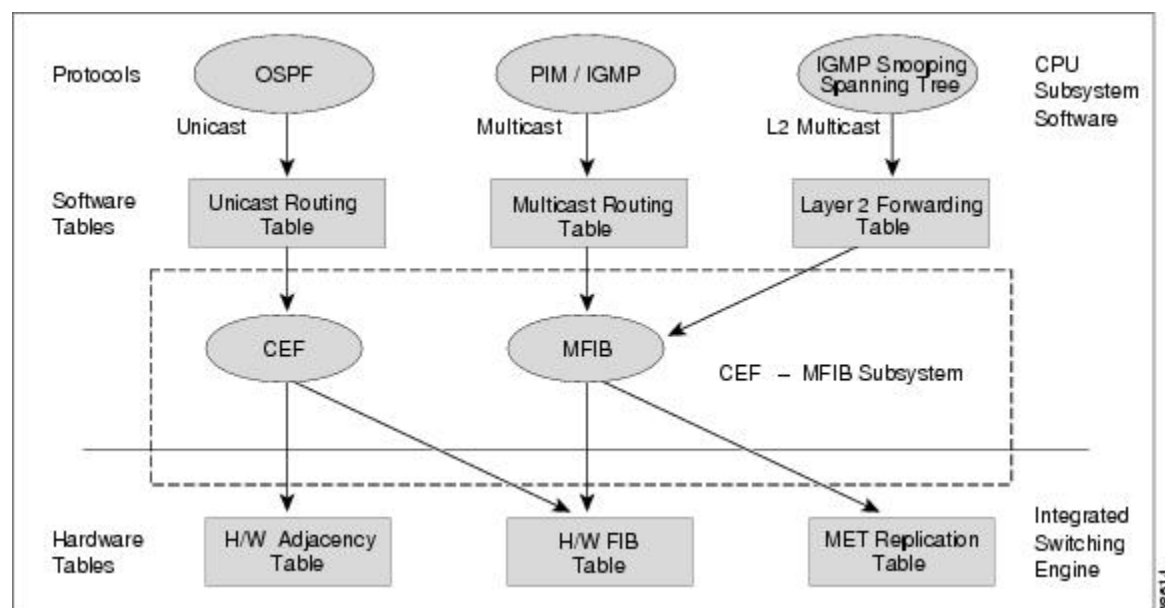 Protocols
OSPF
PIM / IGMP
IGMP Snooping
Spanning Tree
CPU
Subsystem
Software
Unicast
Multicast
L2 Multicast
Software
Tables
Unicast Routing
Table
Multicast Routing
Table
Layer 2 Forwarding
Table
CEF
MFIB
CEF – MFIB Subsystem
Hardware
Tables
H/W Adjacency
Table
H/W FIB
Table
MET Replication
Table
Integrated
Switching
Engine